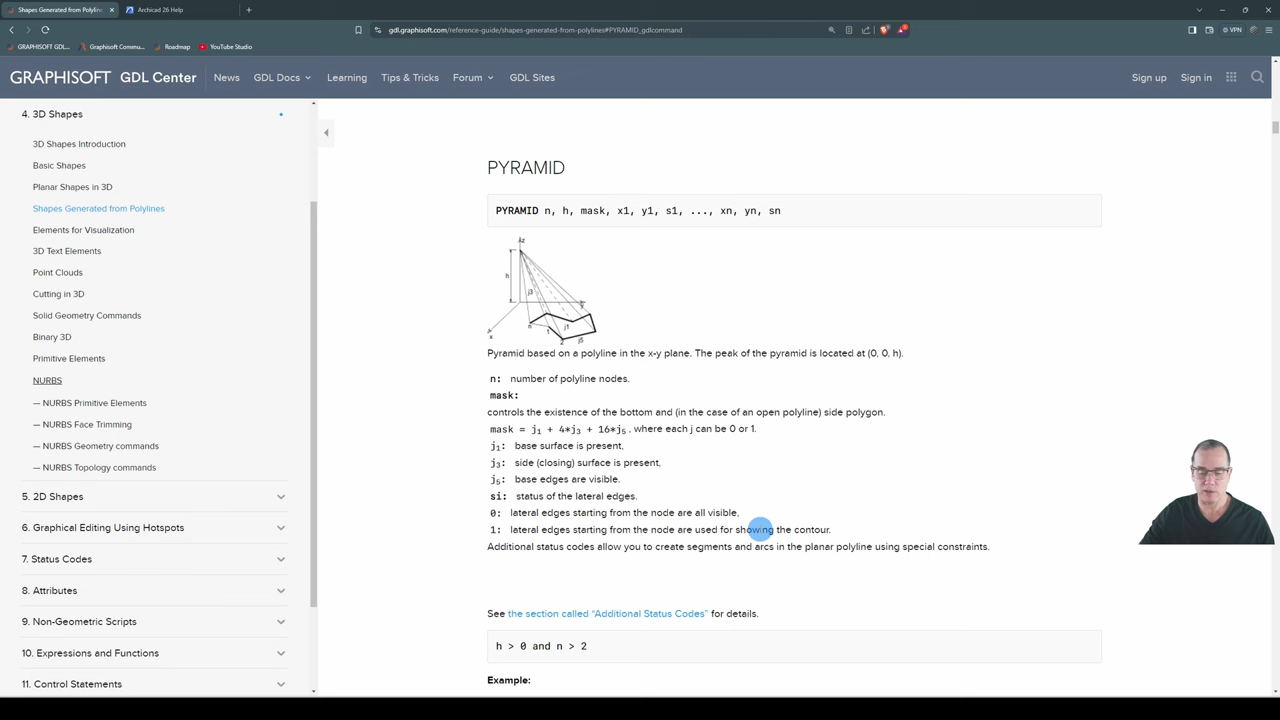 Shapes Generated from Polylines
Archicad 26 Help
gdl.graphisoft.com/reference-guide/shapes-generated-from-polylines#PYRAMID_gdlcommand
VPN
GRAPHISOFT GDL...
Graphisoft Commu...
Roadmap
YouTube Studio
GRAPHISOFT GDL Center
News
GDL Docs
Learning
Tips & Tricks
Forum
GDL Sites
Sign up
Sign in
4. 3D Shapes
3D Shapes Introduction
Basic Shapes
Planar Shapes in 3D
Shapes Generated from Polylines
Elements for Visualization
3D Text Elements
Point Clouds
Cutting in 3D
Solid Geometry Commands
Binary 3D
Primitive Elements
NURBS
— NURBS Primitive Elements
— NURBS Face Trimming
— NURBS Geometry commands
— NURBS Topology commands
5. 2D Shapes
6. Graphical Editing Using Hotspots
7. Status Codes
8. Attributes
9. Non-Geometric Scripts
10. Expressions and Functions
11. Control Statements
PYRAMID
PYRAMID n, h, mask, x1, y1, s1, ..., xn, yn, sn
z
h
j3
y
n
j1
1
x
2
j5
Pyramid based on a polyline in the x-y plane. The peak of the pyramid is located at (0, 0, h).
n: number of polyline nodes.
mask:
controls the existence of the bottom and (in the case of an open polyline) side polygon.
mask = j1 + 4*j3 + 16*j5, where each j can be 0 or 1.
j1: base surface is present,
j3: side (closing) surface is present,
j5: base edges are visible.
si: status of the lateral edges.
0: lateral edges starting from the node are all visible,
1: lateral edges starting from the node are used for showing the contour.
Additional status codes allow you to create segments and arcs in the planar polyline using special constraints.
See the section called “Additional Status Codes” for details.
h > 0 and n > 2
Example: